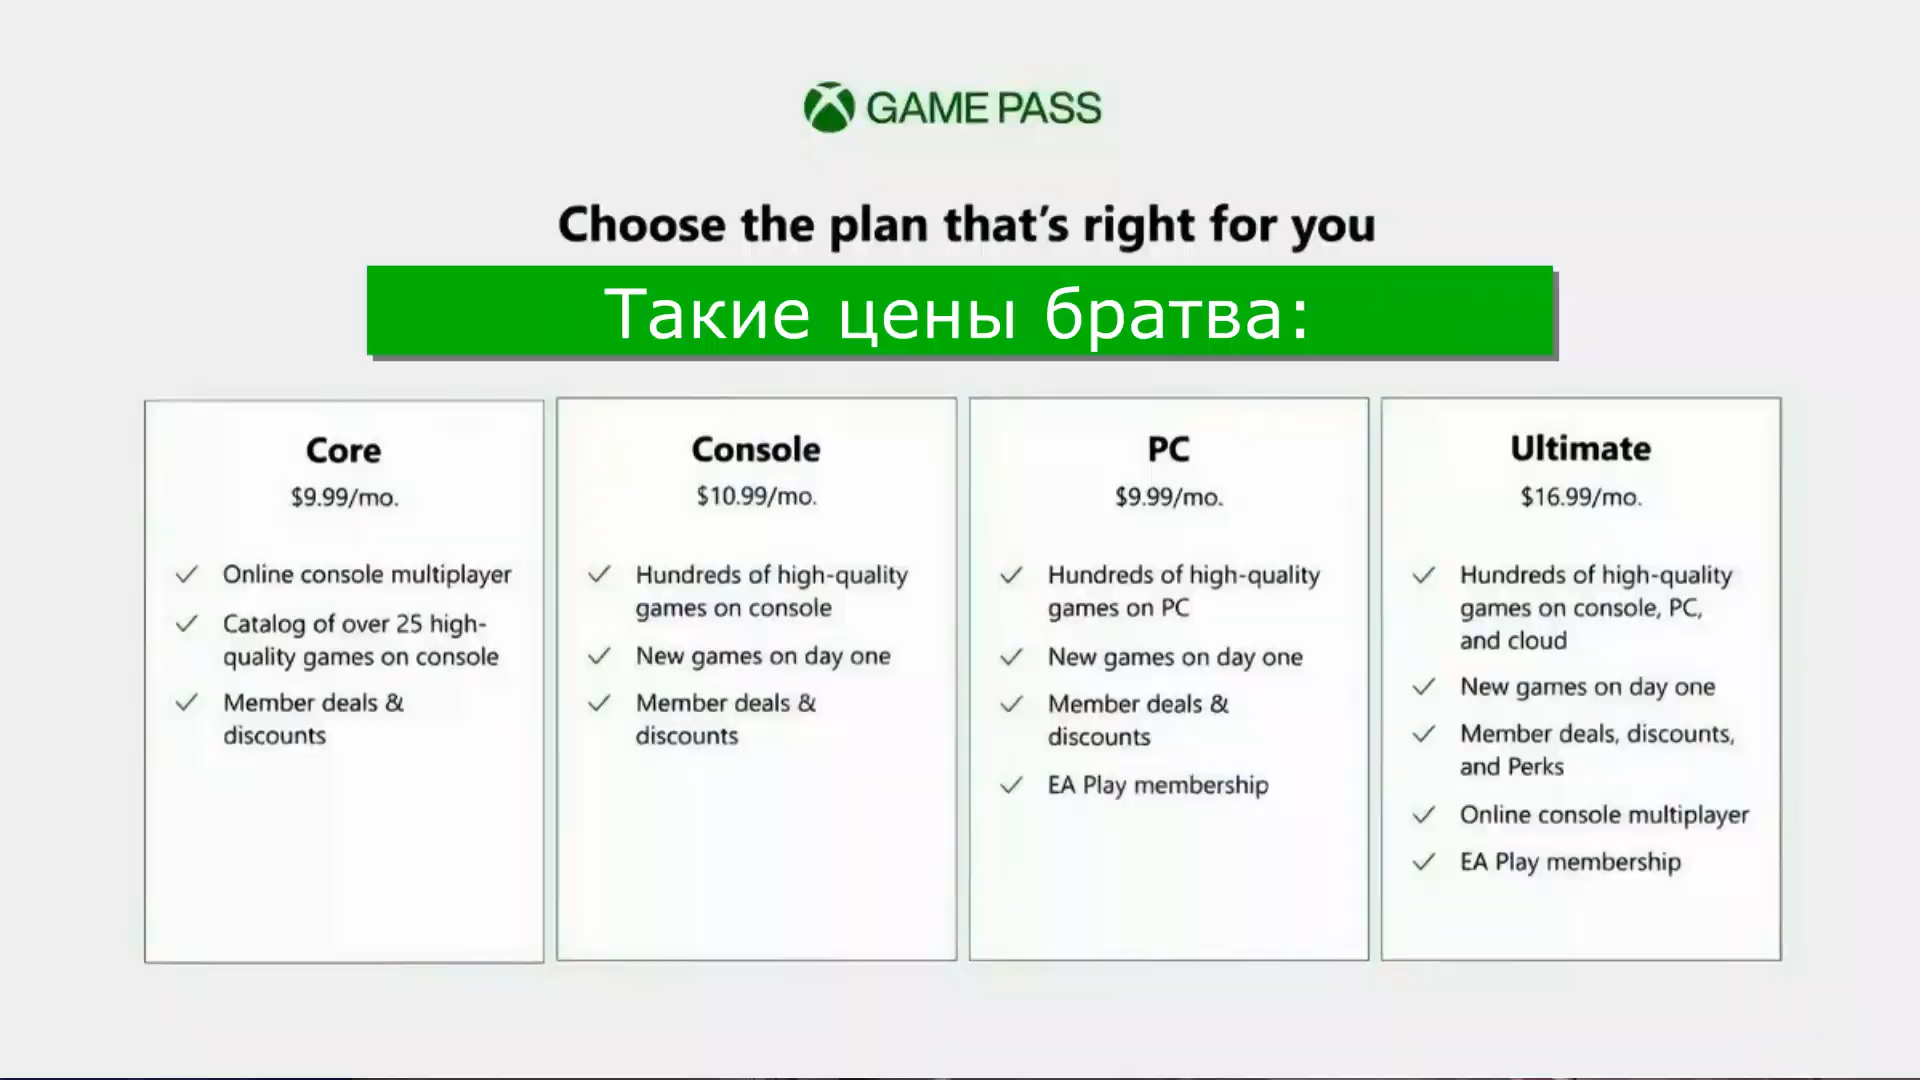 GAME PASS
Choose the plan that’s right for you
Такие цены братва:
Core
$9.99/mo.
Online console multiplayer
Catalog of over 25 high-
quality games on console
Member deals &
discounts
Console
$10.99/mo.
Hundreds of high-quality
games on console
New games on day one
Member deals &
discounts
PC
$9.99/mo.
Hundreds of high-quality
games on PC
New games on day one
Member deals &
discounts
EA Play membership
Ultimate
$16.99/mo.
Hundreds of high-quality
games on console, PC,
and cloud
New games on day one
Member deals, discounts,
and Perks
Online console multiplayer
EA Play membership